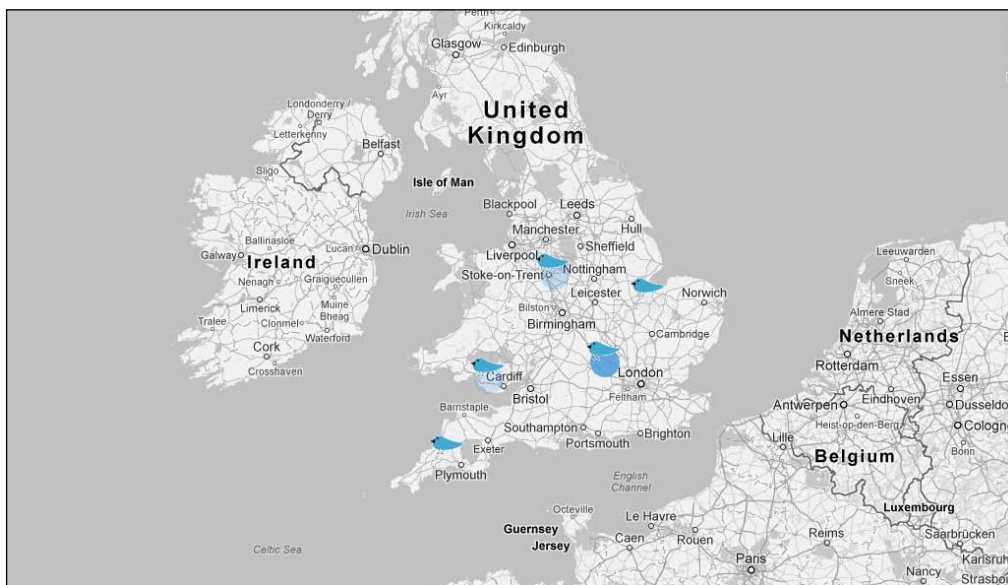 Perth
Kirkcaldy
Glasgow
Edinburgh
Ayr
United
Kingdom
Londonderry /
Derry
Letterkenny
Belfast
Sligo
Isle of Man
Blackpool
Leeds
Irish Sea
Hull
Manchester
Ballinasloe
Lucan
Dublin
Liverpool
Sheffield
Galway
Ireland
Stoke-on-Trent
Nottingham
Leeuwarden
Sneek
Nenagh
Graiguecullen
Leicester
Norwich
Limerick
Muine
Bheag
Bilston
Almere Stad
Tralee
Clonmel
Waterford
Birmingham
Cambridge
Netherlands
Cork
Crosshaven
Rotterdam
Cardiff
London
Essen
Bristol
Feltham
Eindhoven
Antwerpen
Dusseldo
Barnstaple
Heist-op-den-Berg
Cologne
Southampton
Portsmouth
Brighton
Lille
Bonn
Exeter
Belgium
Plymouth
English
Channel
Octeville
Le Havre
Luxembourg
Guernsey
Jersey
Caen
Rouen
Reims
Saarbrücken
Celtic Sea
Paris
Karlsruh
Nancy
Straspo